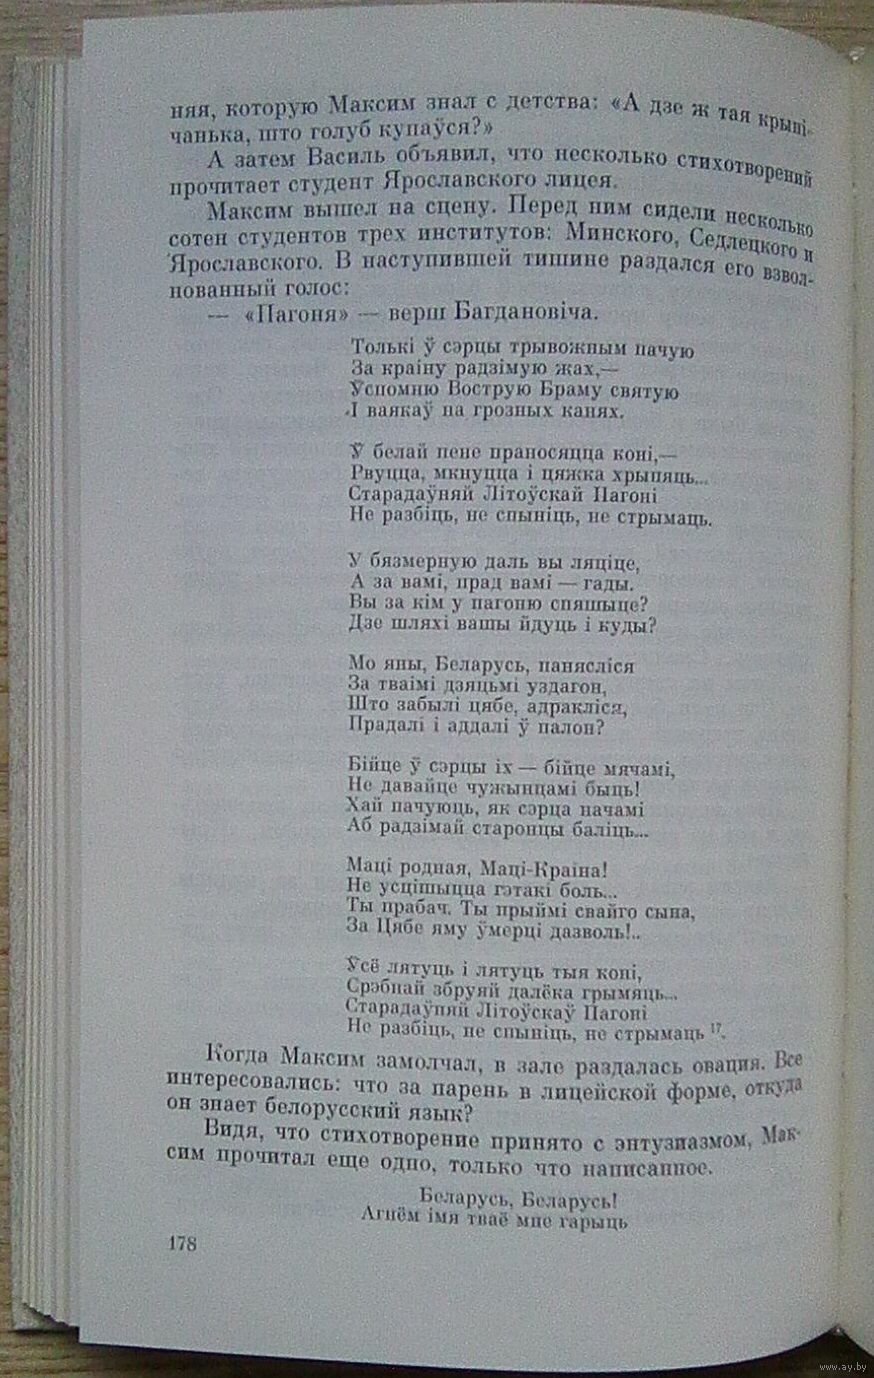 няя, которую Максим знал с детства: «А дзе ж тая крыні-
чанька, што голуб купаўся?»
А затем Василь объявил, что несколько стихотворений
прочитает студент Ярославского лицея.
Максим вышел на сцену. Перед ним сидели несколько
сотен студентов трех институтов: Минского, Седлецкого и
Ярославского. В наступившей тишине раздался его взвол-
нованный голос:
— «Пагоня» — верш Багдановіча.
Толькі ў сэрцы трывожным пачую
За краіну радзімую жах,—
Ўспомню Вострую Браму святую
І ваякаў на грозных канях.
Ў белай пене праносяцца коні,—
Рвуцца, мкнуцца і цяжка хрыпяць...
Старадаўняй Літоўскай Пагоні
Не разбіць, не спыніць, не стрымаць.
У бязмерную даль вы ляціце,
А за вамі, прад вамі — гады.
Вы за кім у пагоню спяшыце?
Дзе шляхі вашы йдуць і куды?
Мо яны, Беларусь, панясліся
За тваімі дзяцьмі уздагон,
Што забылі цябе, адракліся,
Прадалі і аддалі ў палон?
Бійце ў сэрцы іх — бійце мячамі,
Не давайце чужынцамі быць!
Хай пачуюць, як сэрца начамі
Аб радзімай старонцы баліць...
Маці родная, Маці-Краіна!
Не усцішыцца гэтакі боль...
Ты прабач. Ты прыймі свайго сына,
За Цябе яму ўмерці дазволь!..
Ўсё лятуць і лятуць тыя коні,
Срэбнай збруяй далёка грымяць...
Старадаўняй Літоўскаў Пагоні
Не разбіць, не спыніць, не стрымаць 17.
Когда Максим замолчал, в зале раздалась овация. Все
интересовались: что за парень в лицейской форме, откуда
он знает белорусский язык?
Видя, что стихотворение принято с энтузиазмом, Мак-
сим прочитал еще одно, только что написанное.
Беларусь, Беларусь!
Агнём імя тваё мне гарыць
178
www.ay.by